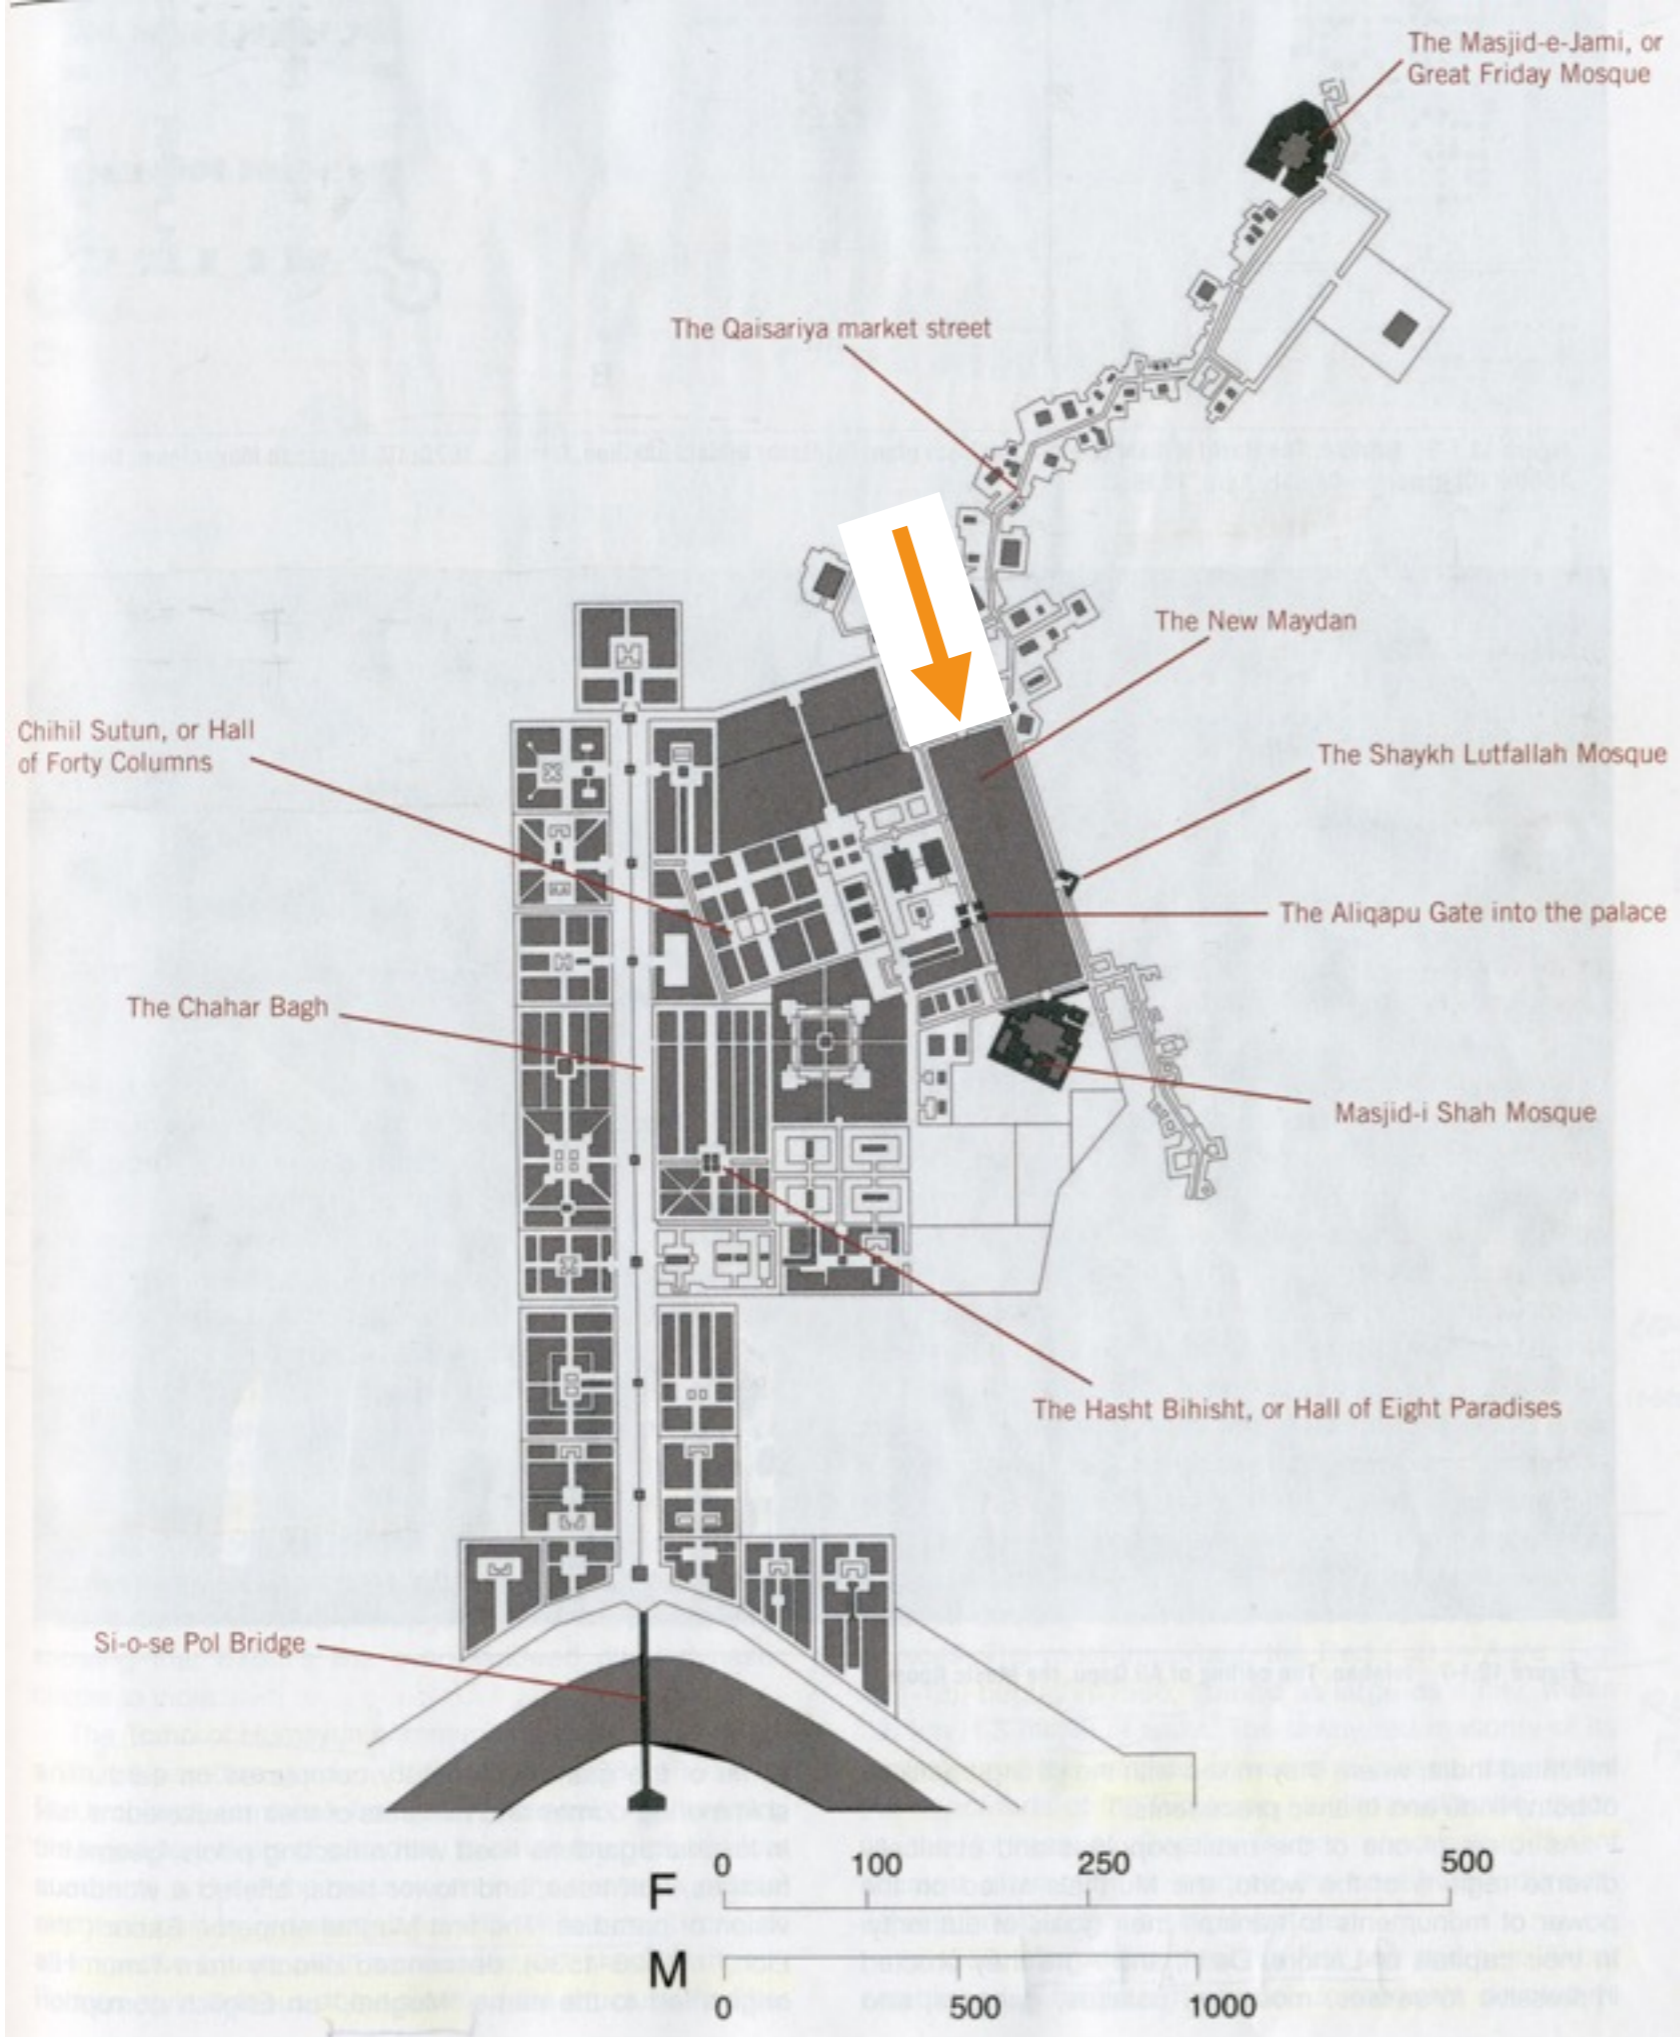 The Masjid-e-Jami, or
Great Friday Mosque
The Qaisariya market street
The New Maydan
Chihil Sutun, or Hall
of Forty Columns
The Shaykh Lutfallah Mosque
The Aliqapu Gate into the palace
The Chahar Bagh
Masjid-i Shah Mosque
The Hasht Bihisht, or Hall of Eight Paradises
Si-o-se Pol Bridge
0 100 250 500
F
M
0 500 1000